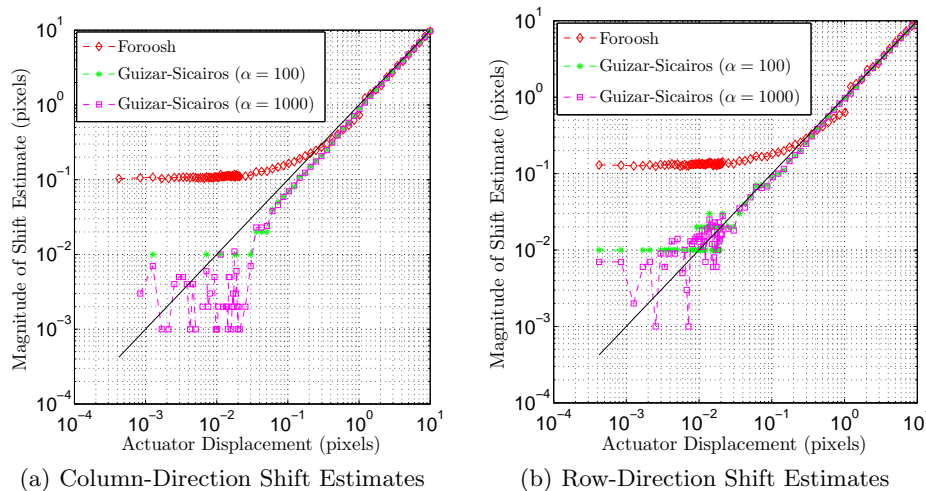 Magnitude of Shift Estimate (pixels)
10^1
10^0
10^-1
10^-2
10^-3
10^-4
Foroosh
Guizar-Sicairos (α = 100)
Guizar-Sicairos (α = 1000)
10^-4 10^-3 10^-2 10^-1 10^0 10^1
Actuator Displacement (pixels)
(a) Column-Direction Shift Estimates
Magnitude of Shift Estimate (pixels)
10^1
10^0
10^-1
10^-2
10^-3
10^-4
Foroosh
Guizar-Sicairos (α = 100)
Guizar-Sicairos (α = 1000)
10^-4 10^-3 10^-2 10^-1 10^0 10^1
Actuator Displacement (pixels)
(b) Row-Direction Shift Estimates